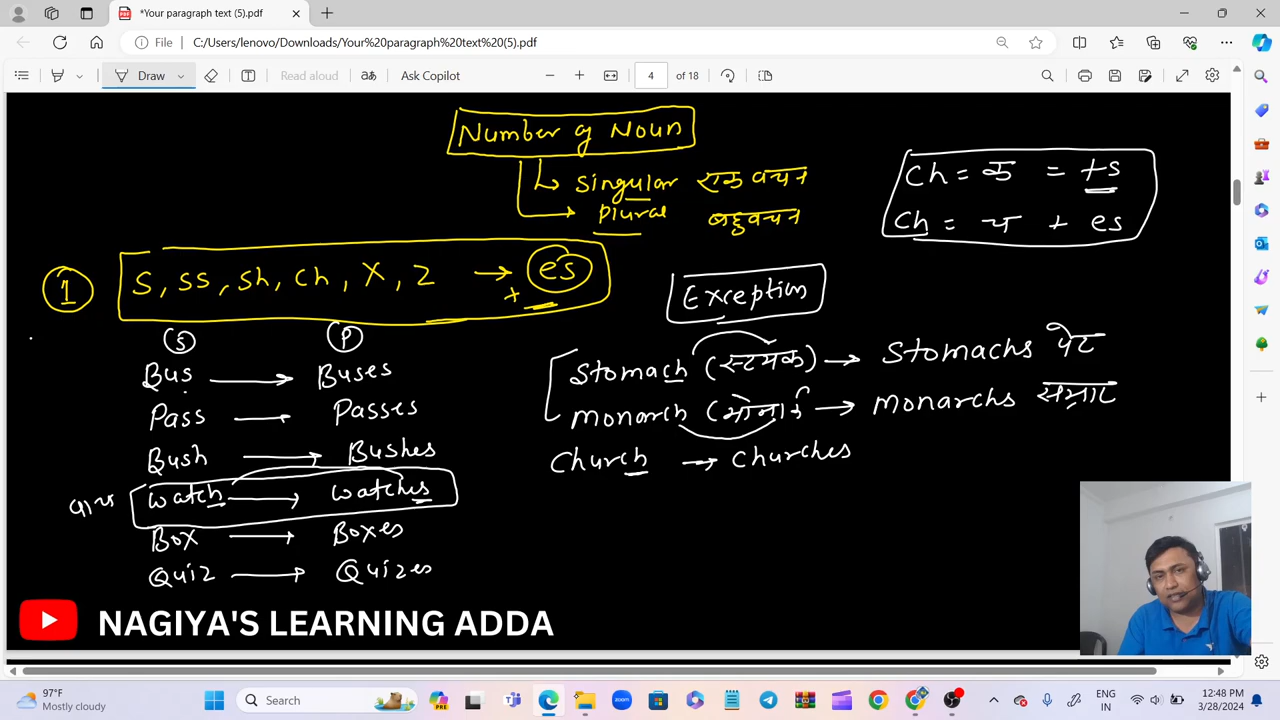 *Your paragraph text (5).pdf
File C:/Users/lenovo/Downloads/Your%20paragraph%20text%20(5).pdf
Draw Read aloud Ask Copilot 4 of 18
Number of Noun
Singular एक वचन
Plural बहुवचन
Ch = क = +s
Ch = च + es
1 S, ss, sh, ch, X, Z → + es
S P
Bus → Buses
Pass → Passes
Bush → Bushes
watch → watches
Box → Boxes
Quiz → Quizes
Exception
Stomach (स्टमक) → Stomachs पेट
Monarch → Monarchs सम्राट
Church → Churches
NAGIYA'S LEARNING ADDA
97°F
Mostly cloudy
Search
ENG
IN
12:48 PM
3/28/2024